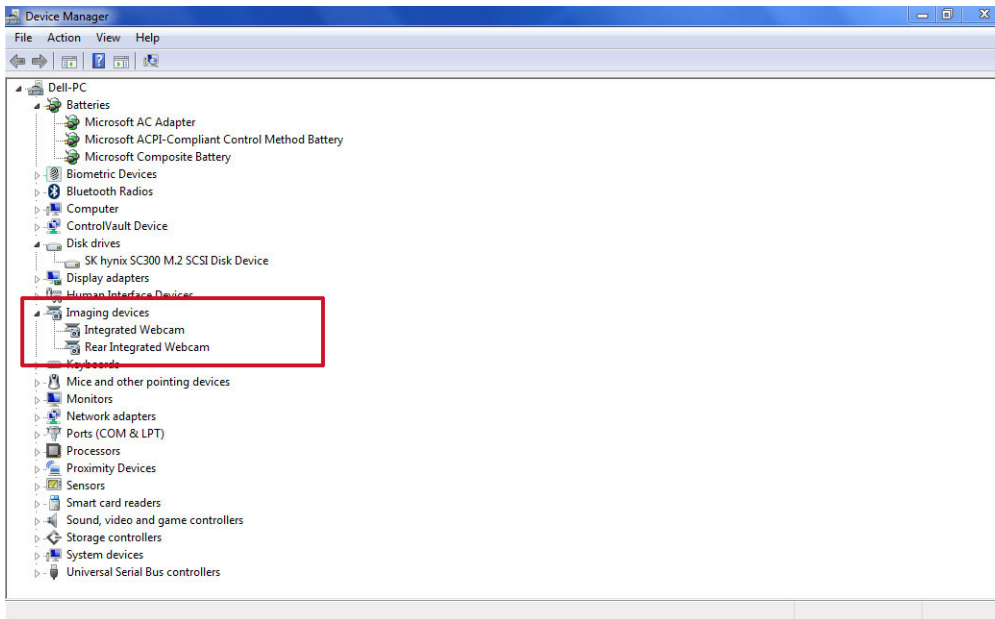 Device Manager
File Action View Help
Dell-PC
Batteries
Microsoft AC Adapter
Microsoft ACPI-Compliant Control Method Battery
Microsoft Composite Battery
Biometric Devices
Bluetooth Radios
Computer
ControlVault Device
Disk drives
SK hynix SC300 M.2 SCSI Disk Device
Display adapters
Human Interface Devices
Imaging devices
Integrated Webcam
Rear Integrated Webcam
Keyboards
Mice and other pointing devices
Monitors
Network adapters
Ports (COM & LPT)
Processors
Proximity Devices
Sensors
Smart card readers
Sound, video and game controllers
Storage controllers
System devices
Universal Serial Bus controllers